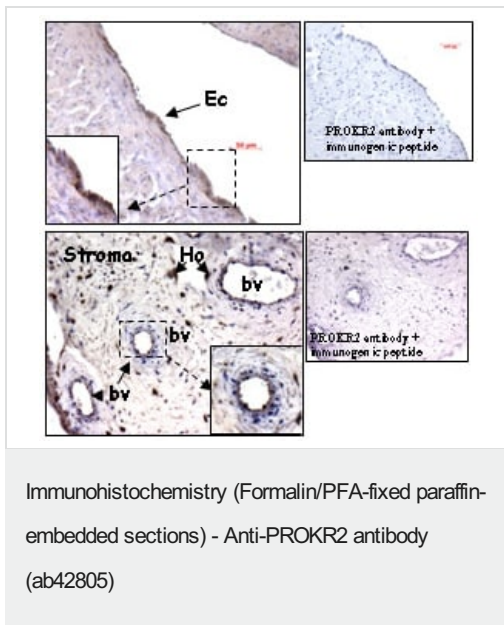 Ec
PROKR2 antibody +
immunogenic peptide
Stroma
Ho
bv
bv
bv
PROKR2 antibody +
immunogenic peptide
Immunohistochemistry (Formalin/PFA-fixed paraffin-
embedded sections) - Anti-PROKR2 antibody
(ab42805)